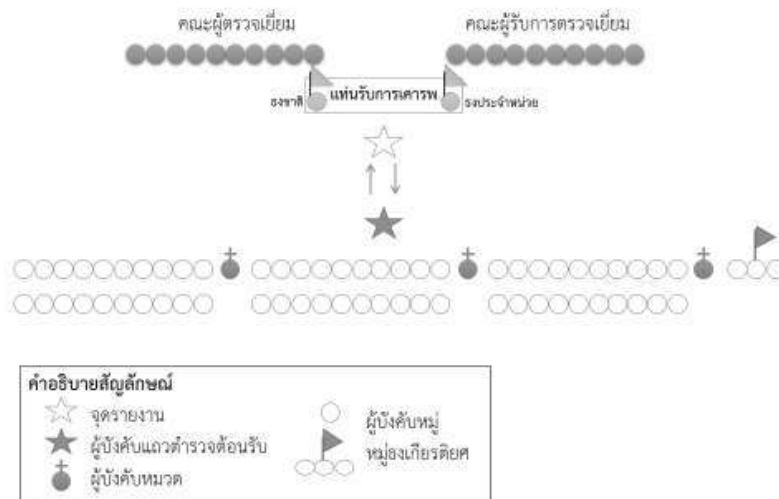 คณะผู้ตรวจเยี่ยม
คณะผู้รับการตรวจเยี่ยม
ธงชาติ
แท่นรับการเคารพ
ธงประจำหน่วย
คำอธิบายสัญลักษณ์
จุดรายงาน
ผู้บังคับแถวตำรวจต้อนรับ
ผู้บังคับหมวด
ผู้บังคับหมู่
หมู่ธงเกียรติยศ